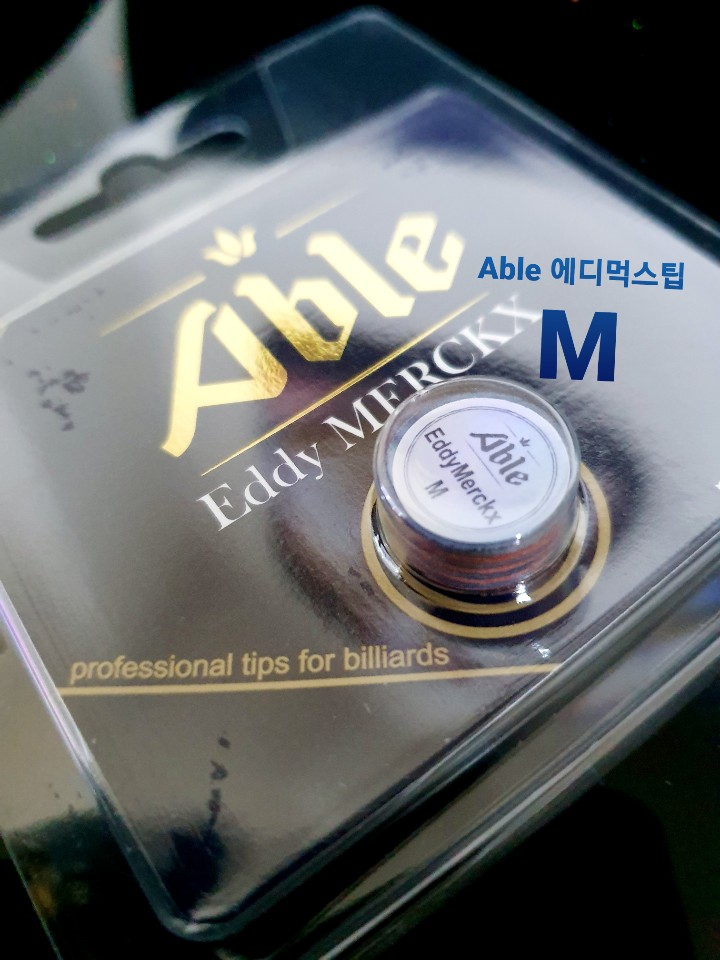 Able
Eddy MERCKX
Able 에디먹스팁
M
Able
EddyMerckx
M
professional tips for billiards